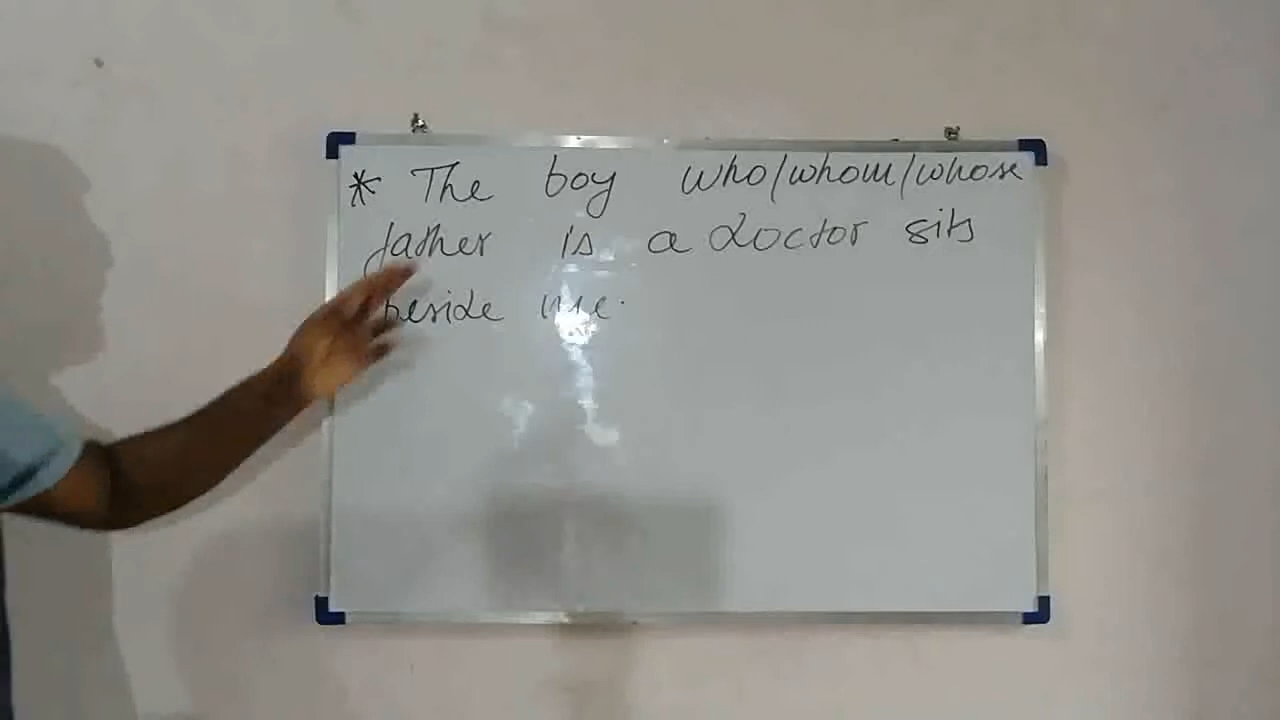 * The boy who/whom/whose
father is a doctor sits
beside me.